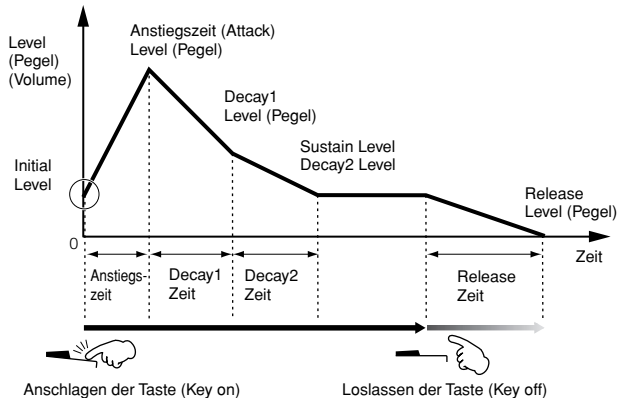 Anstiegszeit (Attack)
Level (Pegel)
Level
(Pegel)
(Volume)
Decay1
Level (Pegel)
Sustain Level
Decay2 Level
Initial
Level
Release
Level (Pegel)
0
Zeit
Anstiegs-
zeit
Decay1
Zeit
Decay2
Zeit
Release
Zeit
Anschlagen der Taste (Key on)
Loslassen der Taste (Key off)